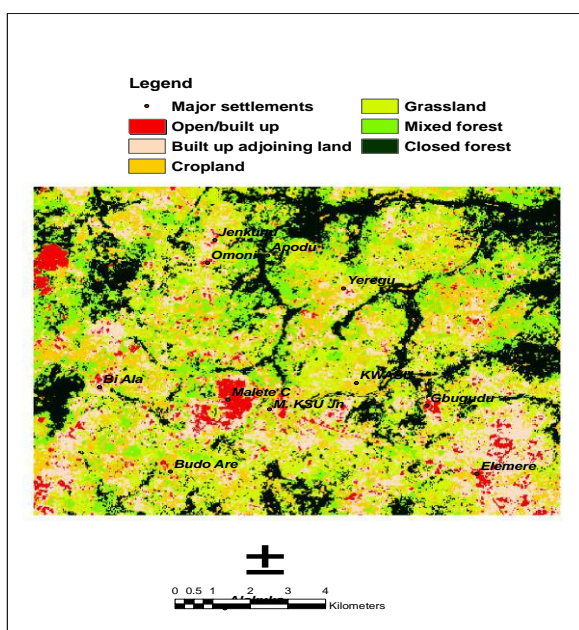 Legend
Major settlements
Open/built up
Built up adjoining land
Cropland
Grassland
Mixed forest
Closed forest
Jenkunu
Apodu
Omoni
Yeregu
Bi Ala
KWASU
Malete C
M. KSU Jn
Gbugudu
Budo Are
Elemere
0 0.5 1 2 3 4
Kilometers